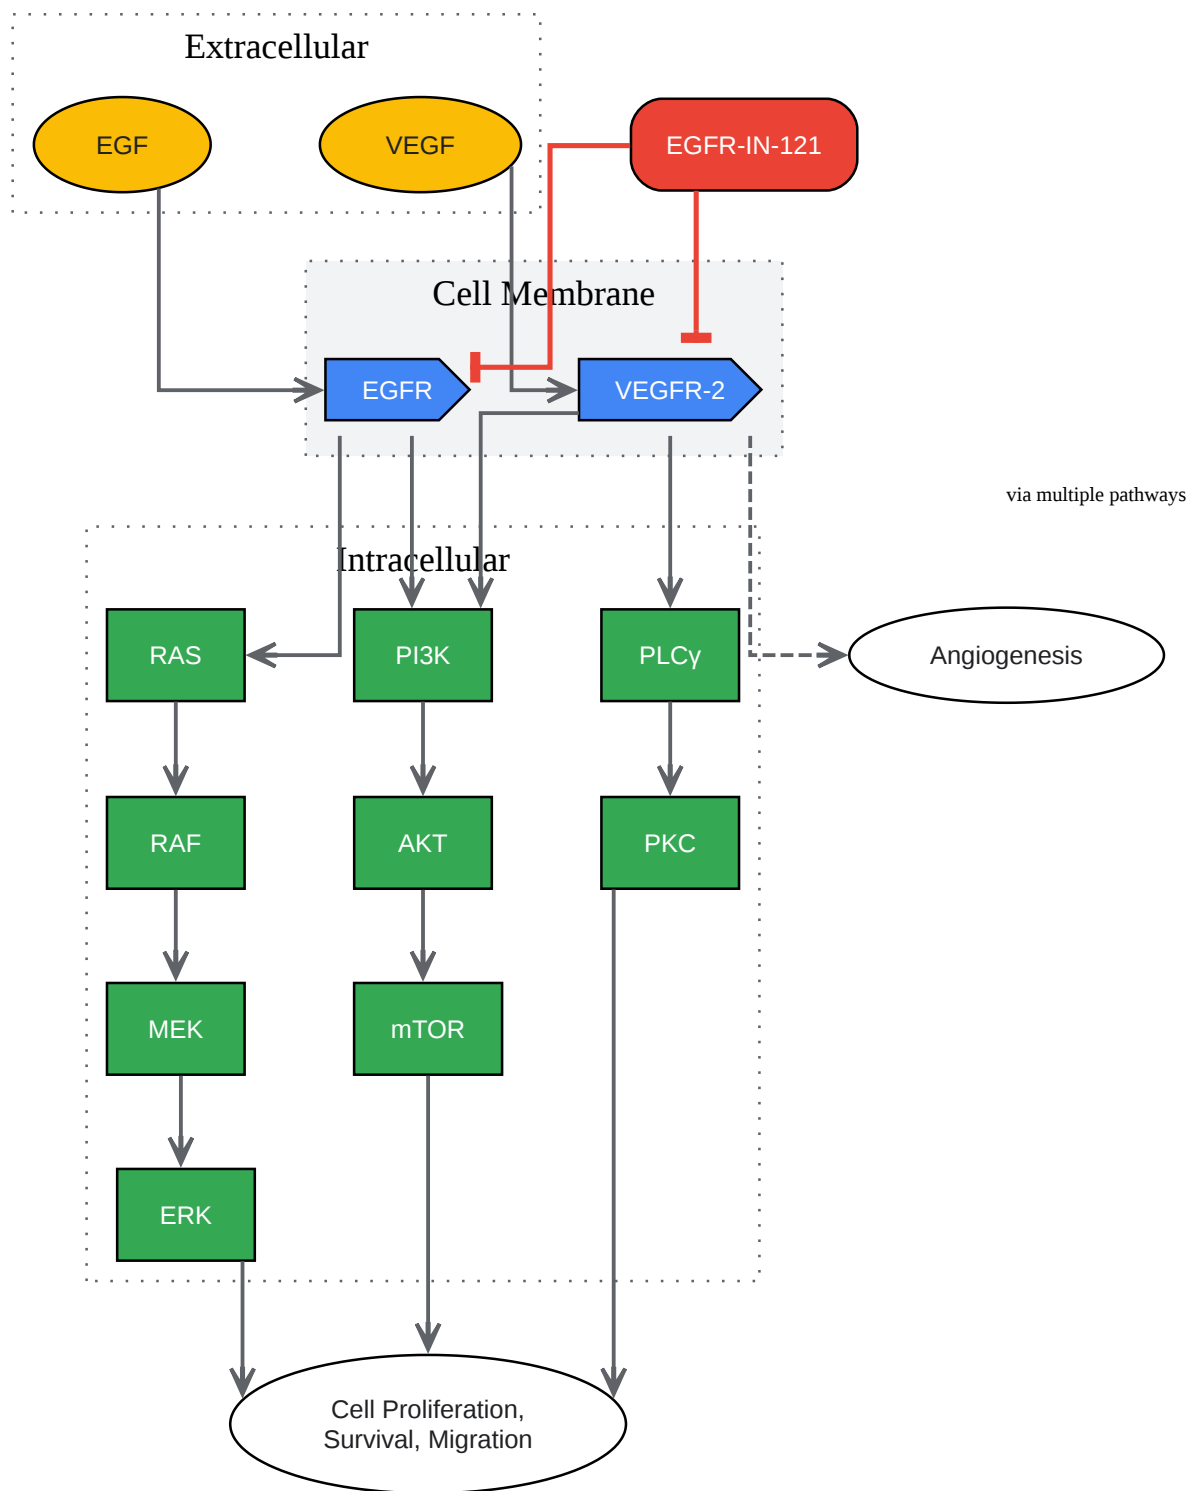 Extracellular
EGF
VEGF
EGFR-IN-121
Cell Membrane
EGFR
VEGFR-2
via multiple pathways
Intracellular
RAS
PI3K
PLCγ
Angiogenesis
RAF
AKT
PKC
MEK
mTOR
ERK
Cell Proliferation,
Survival, Migration